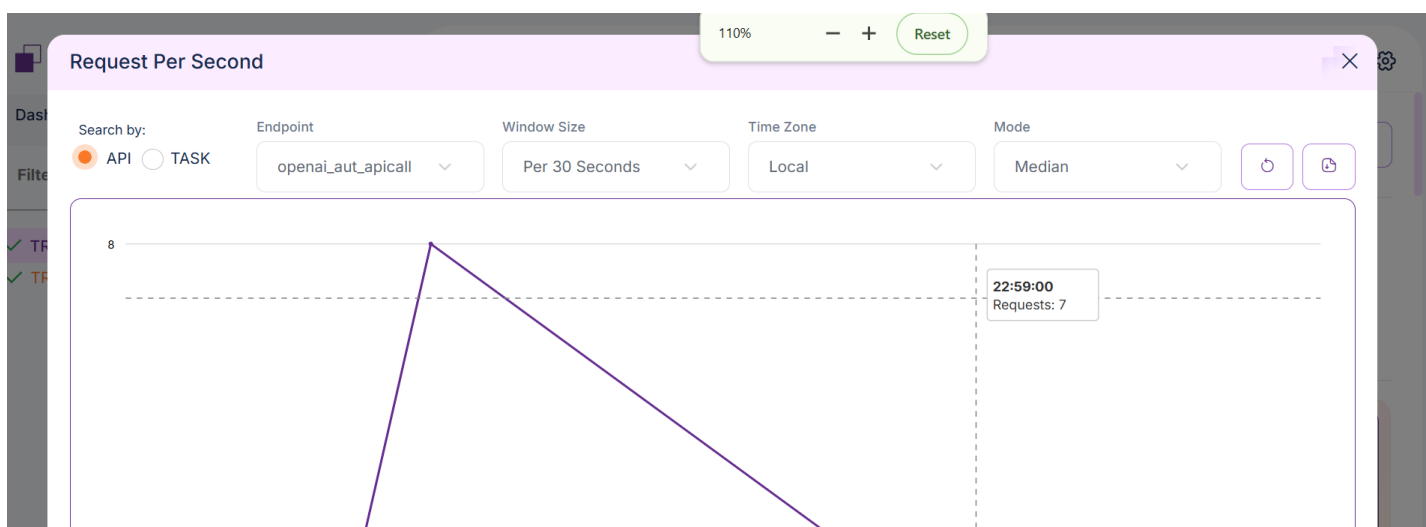 110%
Reset
Request Per Second
Dash
Search by:
Endpoint
Window Size
Time Zone
Mode
API
TASK
openai_aut_apicall
Per 30 Seconds
Local
Median
Filte
8
TR
TR
22:59:00
Requests: 7